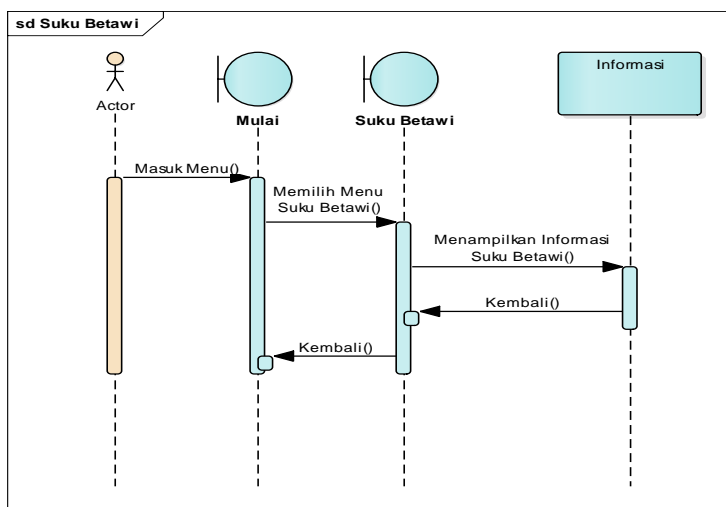 sd Suku Betawi
Actor
Mulai
Suku Betawi
Informasi
Masuk Menu()
Memilih Menu
Suku Betawi()
Menampilkan Informasi
Suku Betawi()
Kembali()
Kembali()